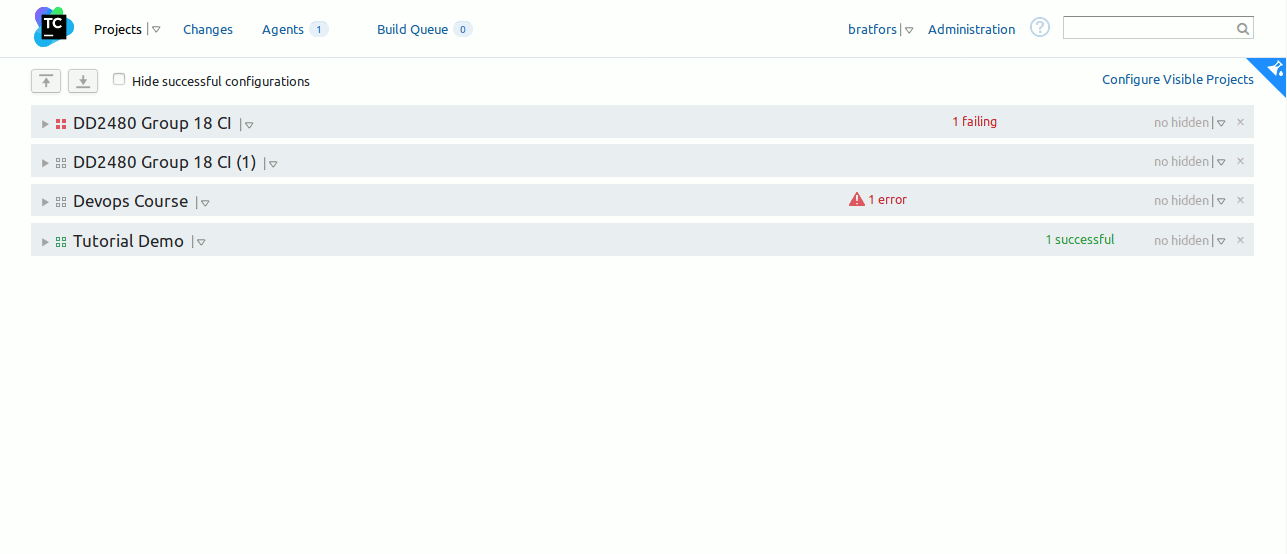 TC Projects Changes Agents 1 Build Queue 0 bratfors Administration ?
Hide successful configurations Configure Visible Projects
DD2480 Group 18 CI 1 failing no hidden
DD2480 Group 18 CI (1) no hidden
Devops Course 1 error no hidden
Tutorial Demo 1 successful no hidden